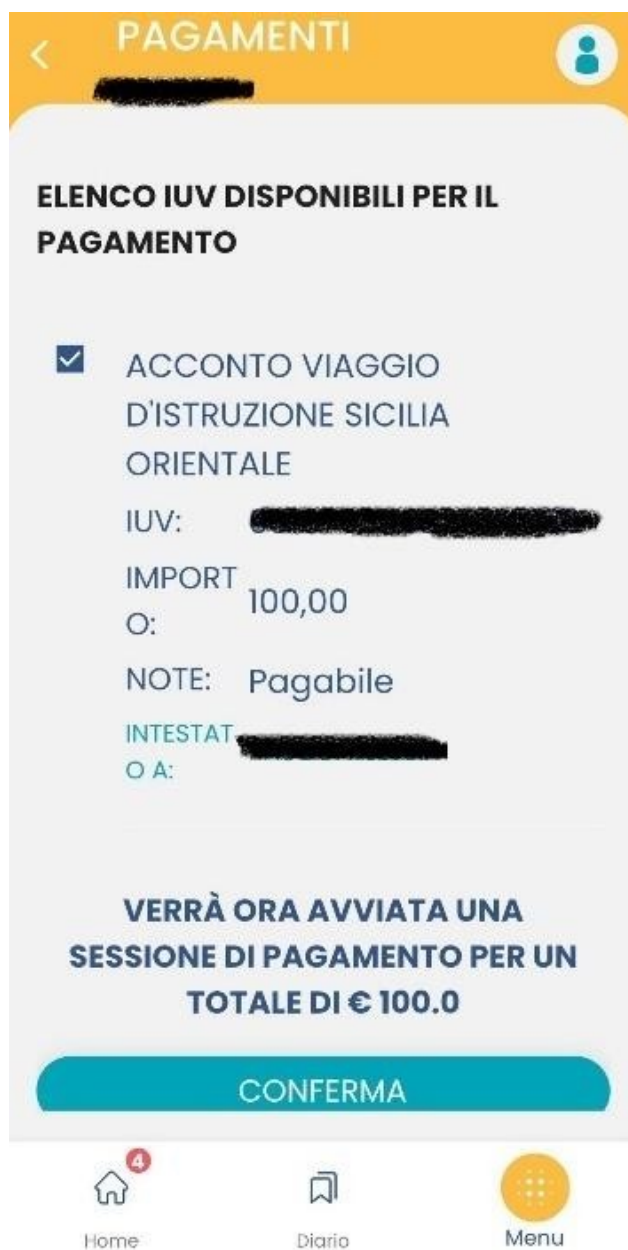 PAGAMENTI
ELENCO IUV DISPONIBILI PER IL
PAGAMENTO
ACCONTO VIAGGIO
D'ISTRUZIONE SICILIA
ORIENTALE
IUV:
IMPORT
O: 100,00
NOTE: Pagabile
INTESTAT
O A:
VERRÀ ORA AVVIATA UNA
SESSIONE DI PAGAMENTO PER UN
TOTALE DI € 100.0
CONFERMA
4
Home Diario Menu